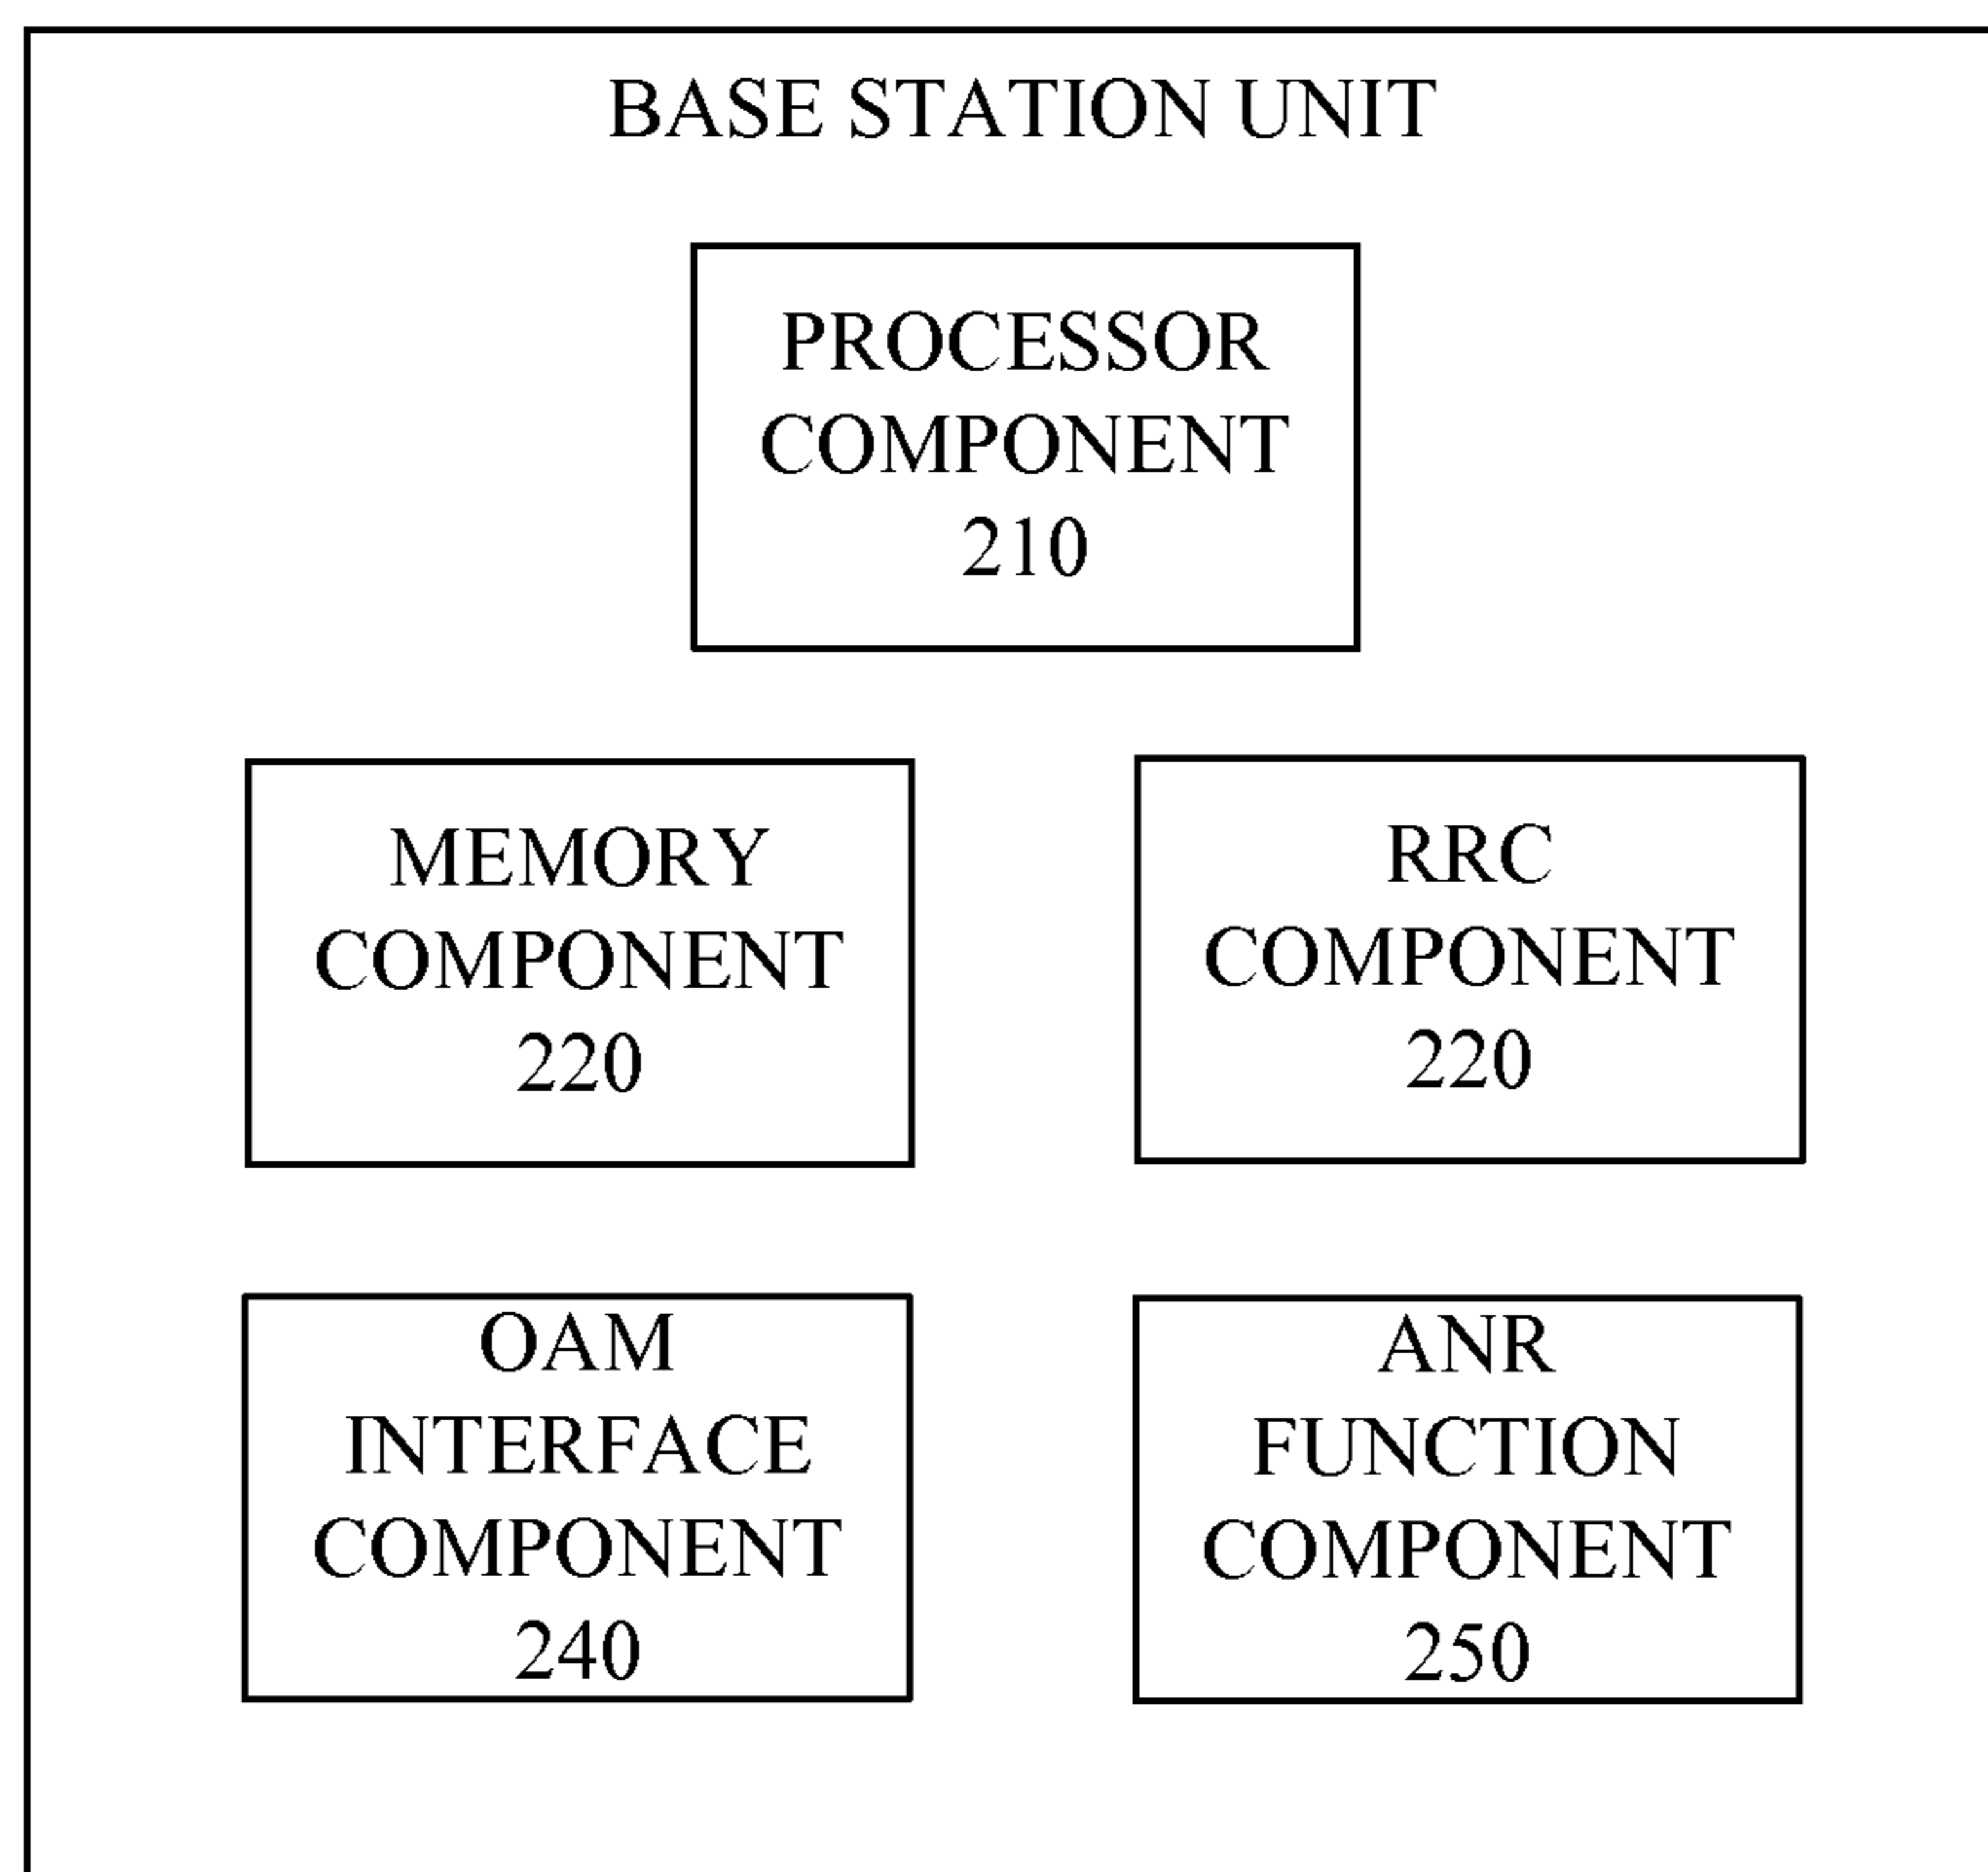 BASE STATION UNIT
PROCESSOR
COMPONENT
210
MEMORY
COMPONENT
220
RRC
COMPONENT
220
OAM
INTERFACE
COMPONENT
240
ANR
FUNCTION
COMPONENT
250